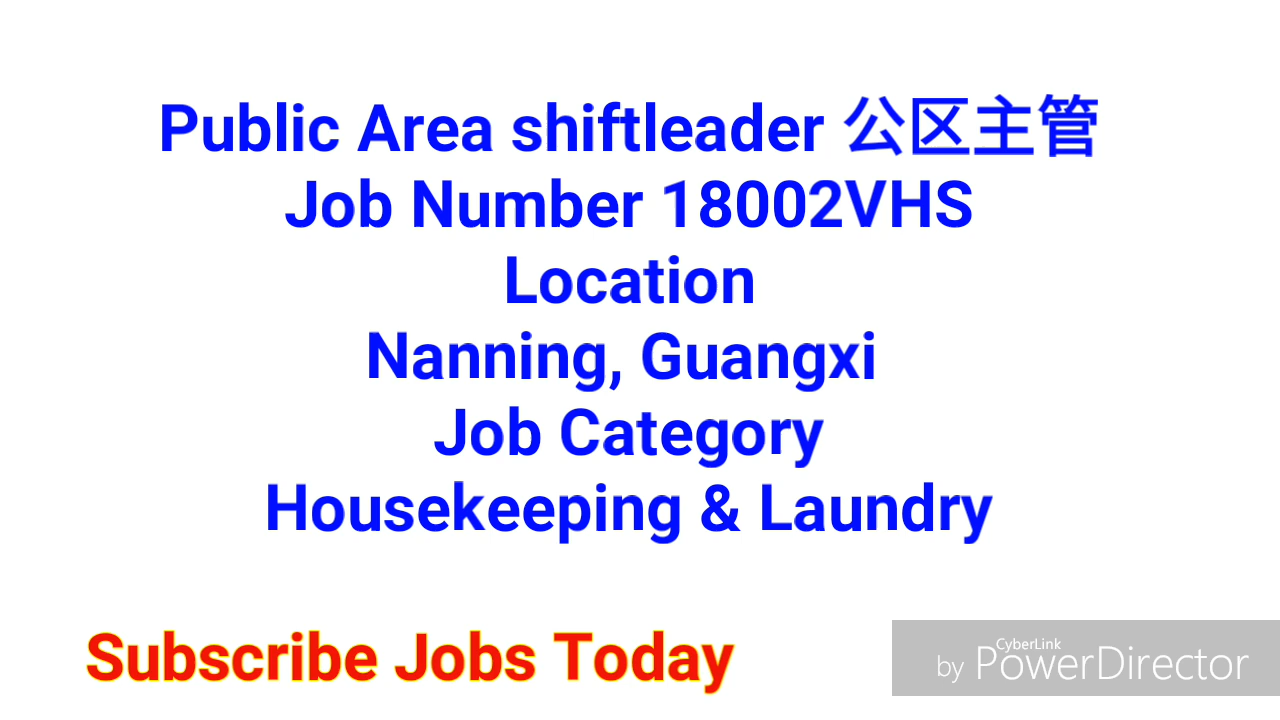 Public Area shiftleader 公区主管
Job Number 18002VHS
Location
Nanning, Guangxi
Job Category
Housekeeping & Laundry
Subscribe Jobs Today
CyberLink
by PowerDirector